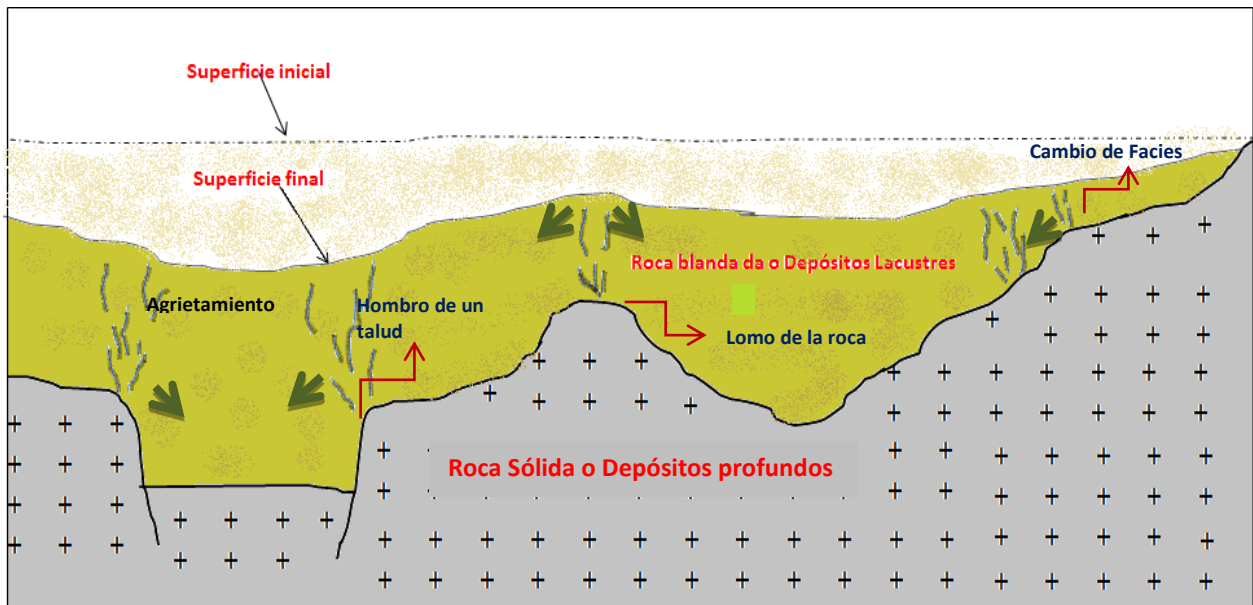 Superficie inicial
Cambio de Facies
Superficie final
Roca blanda da o Depósitos Lacustres
Agrietamiento
Hombro de un
talud
Lomo de la roca
Roca Sólida o Depósitos profundos